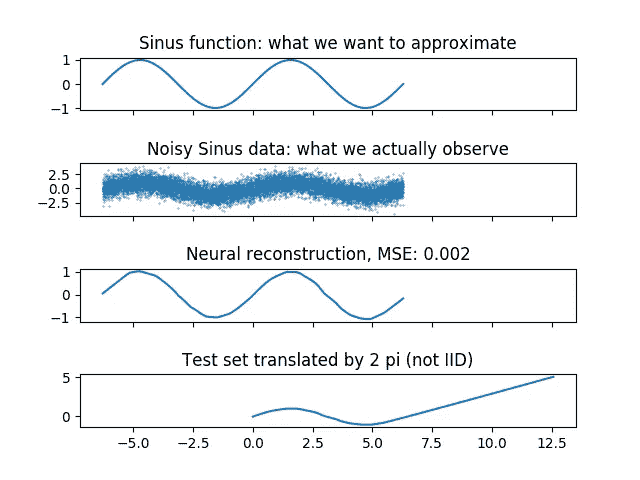 Sinus function: what we want to approximate
1
0
−1
Noisy Sinus data: what we actually observe
2.5
0.0
−2.5
Neural reconstruction, MSE: 0.002
1
0
−1
Test set translated by 2 pi (not IID)
5
0
−5.0 −2.5 0.0 2.5 5.0 7.5 10.0 12.5